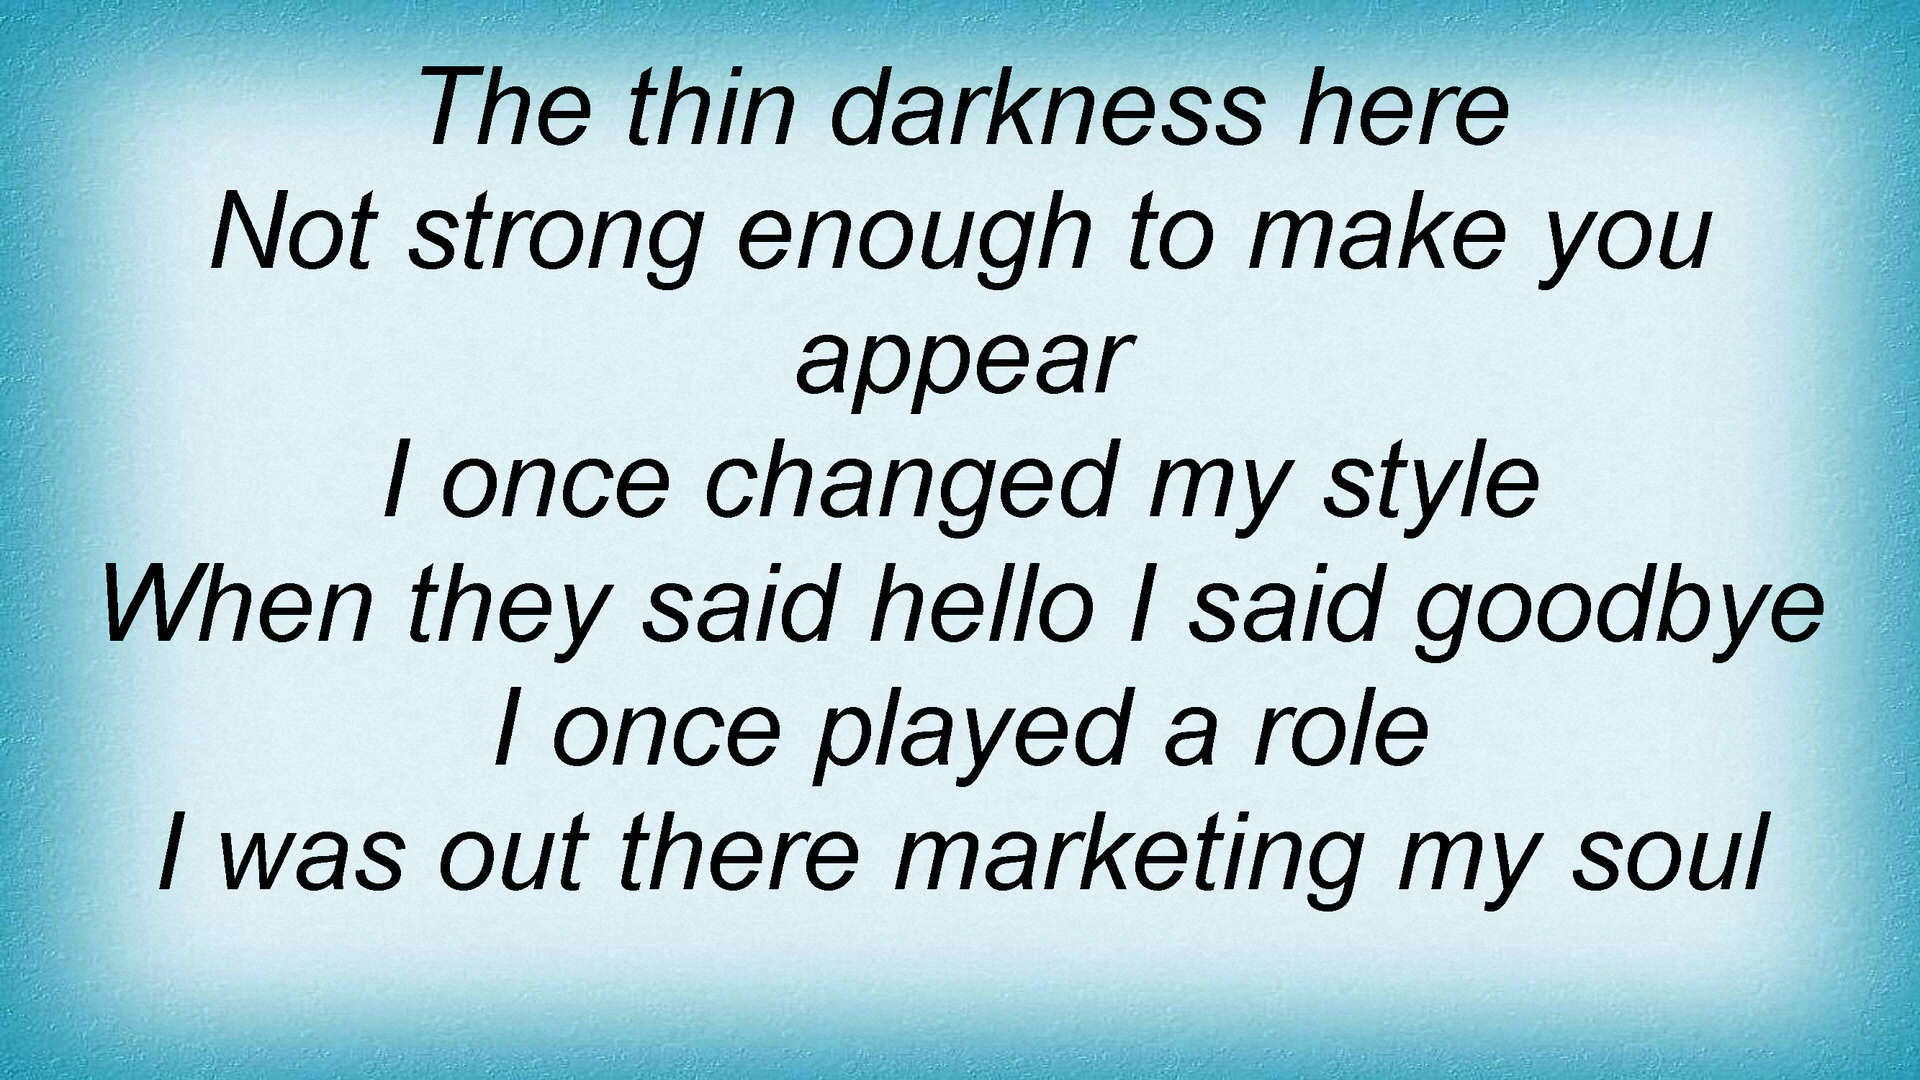 The thin darkness here
Not strong enough to make you
appear
I once changed my style
When they said hello I said goodbye
I once played a role
I was out there marketing my soul